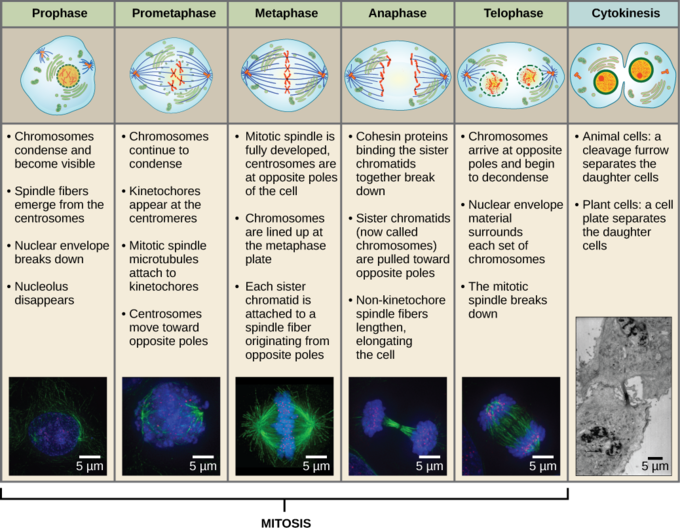 Prophase
Prometaphase
Metaphase
Anaphase
Telophase
Cytokinesis
• Chromosomes
condense and
become visible
• Spindle fibers
emerge from the
centrosomes
• Nuclear envelope
breaks down
• Nucleolus
disappears
• Chromosomes
continue to
condense
• Kinetochores
appear at the
centromeres
• Mitotic spindle
microtubules
attach to
kinetochores
• Centrosomes
move toward
opposite poles
• Mitotic spindle is
fully developed,
centrosomes are
at opposite poles
of the cell
• Chromosomes
are lined up at
the metaphase
plate
• Each sister
chromatid is
attached to a
spindle fiber
originating from
opposite poles
• Cohesin proteins
binding the sister
chromatids
together break
down
• Sister chromatids
(now called
chromosomes)
are pulled toward
opposite poles
• Non-kinetochore
spindle fibers
lengthen,
elongating
the cell
• Chromosomes
arrive at opposite
poles and begin
to decondense
• Nuclear envelope
material
surrounds
each set of
chromosomes
• The mitotic
spindle breaks
down
• Animal cells: a
cleavage furrow
separates the
daughter cells
• Plant cells: a cell
plate separates
the daughter
cells
5 µm
5 µm
5 µm
5 µm
5 µm
5 µm
MITOSIS